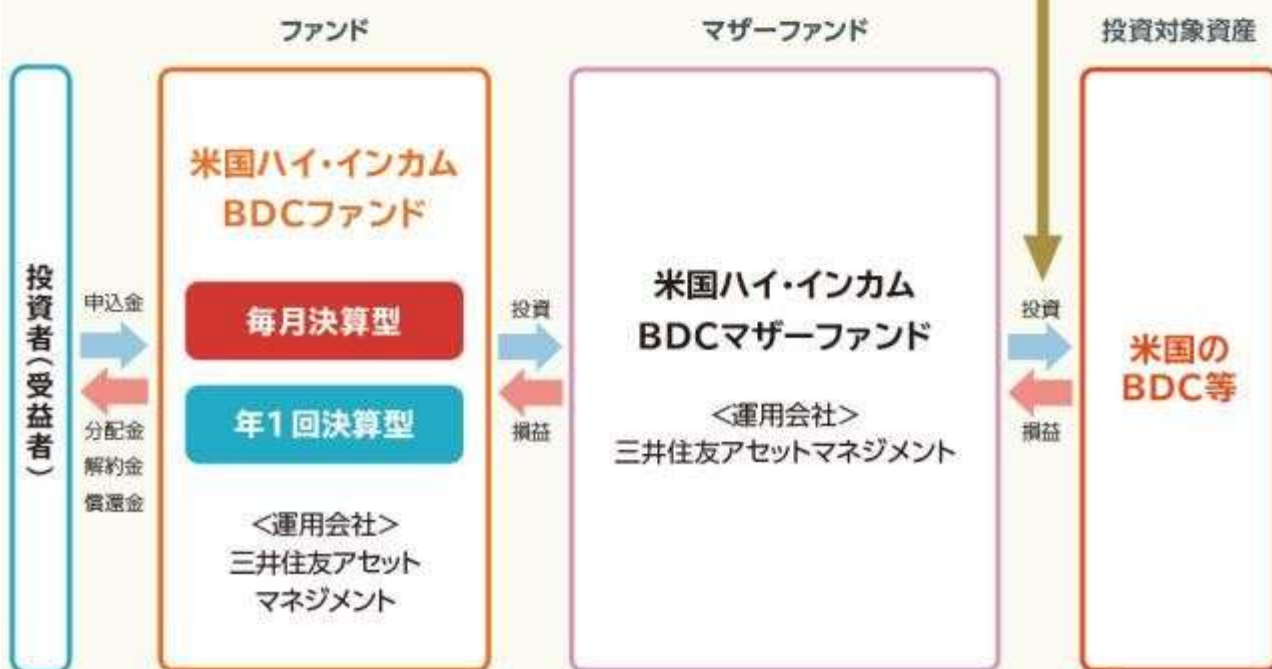 ファンド
マザーファンド
投資対象資産
投資者(受益者)
申込金
分配金
解約金
償還金
米国ハイ・インカム
BDCファンド
毎月決算型
年1回決算型
<運用会社>
三井住友アセット
マネジメント
投資
損益
米国ハイ・インカム
BDCマザーファンド
<運用会社>
三井住友アセットマネジメント
投資
損益
米国の
BDC等